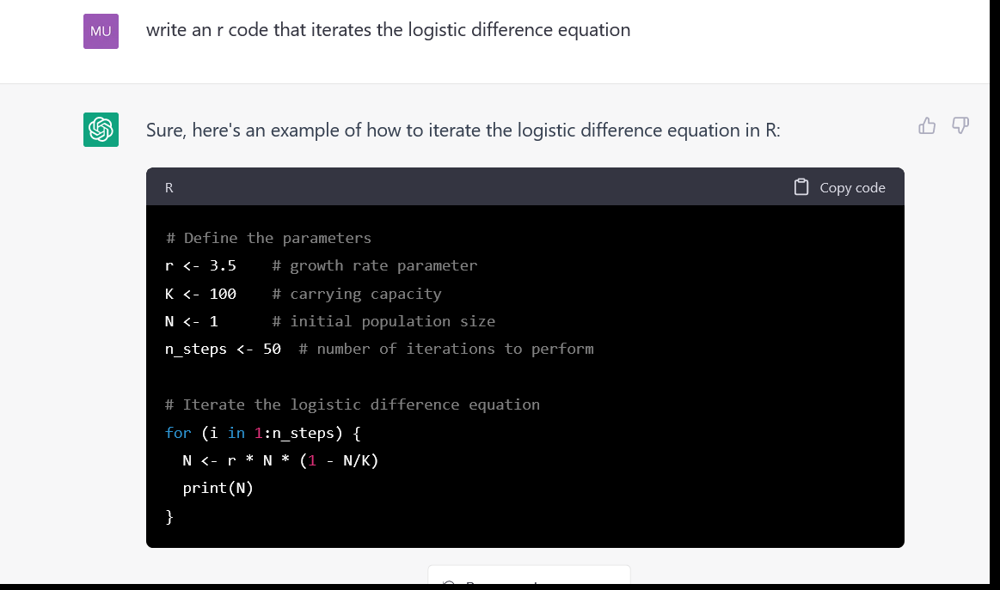 MU
write an r code that iterates the logistic difference equation
Sure, here's an example of how to iterate the logistic difference equation in R:
R
Copy code
# Define the parameters
r <- 3.5    # growth rate parameter
K <- 100    # carrying capacity
N <- 1      # initial population size
n_steps <- 50  # number of iterations to perform
# Iterate the logistic difference equation
for (i in 1:n_steps) {
  N <- r * N * (1 - N/K)
  print(N)
}